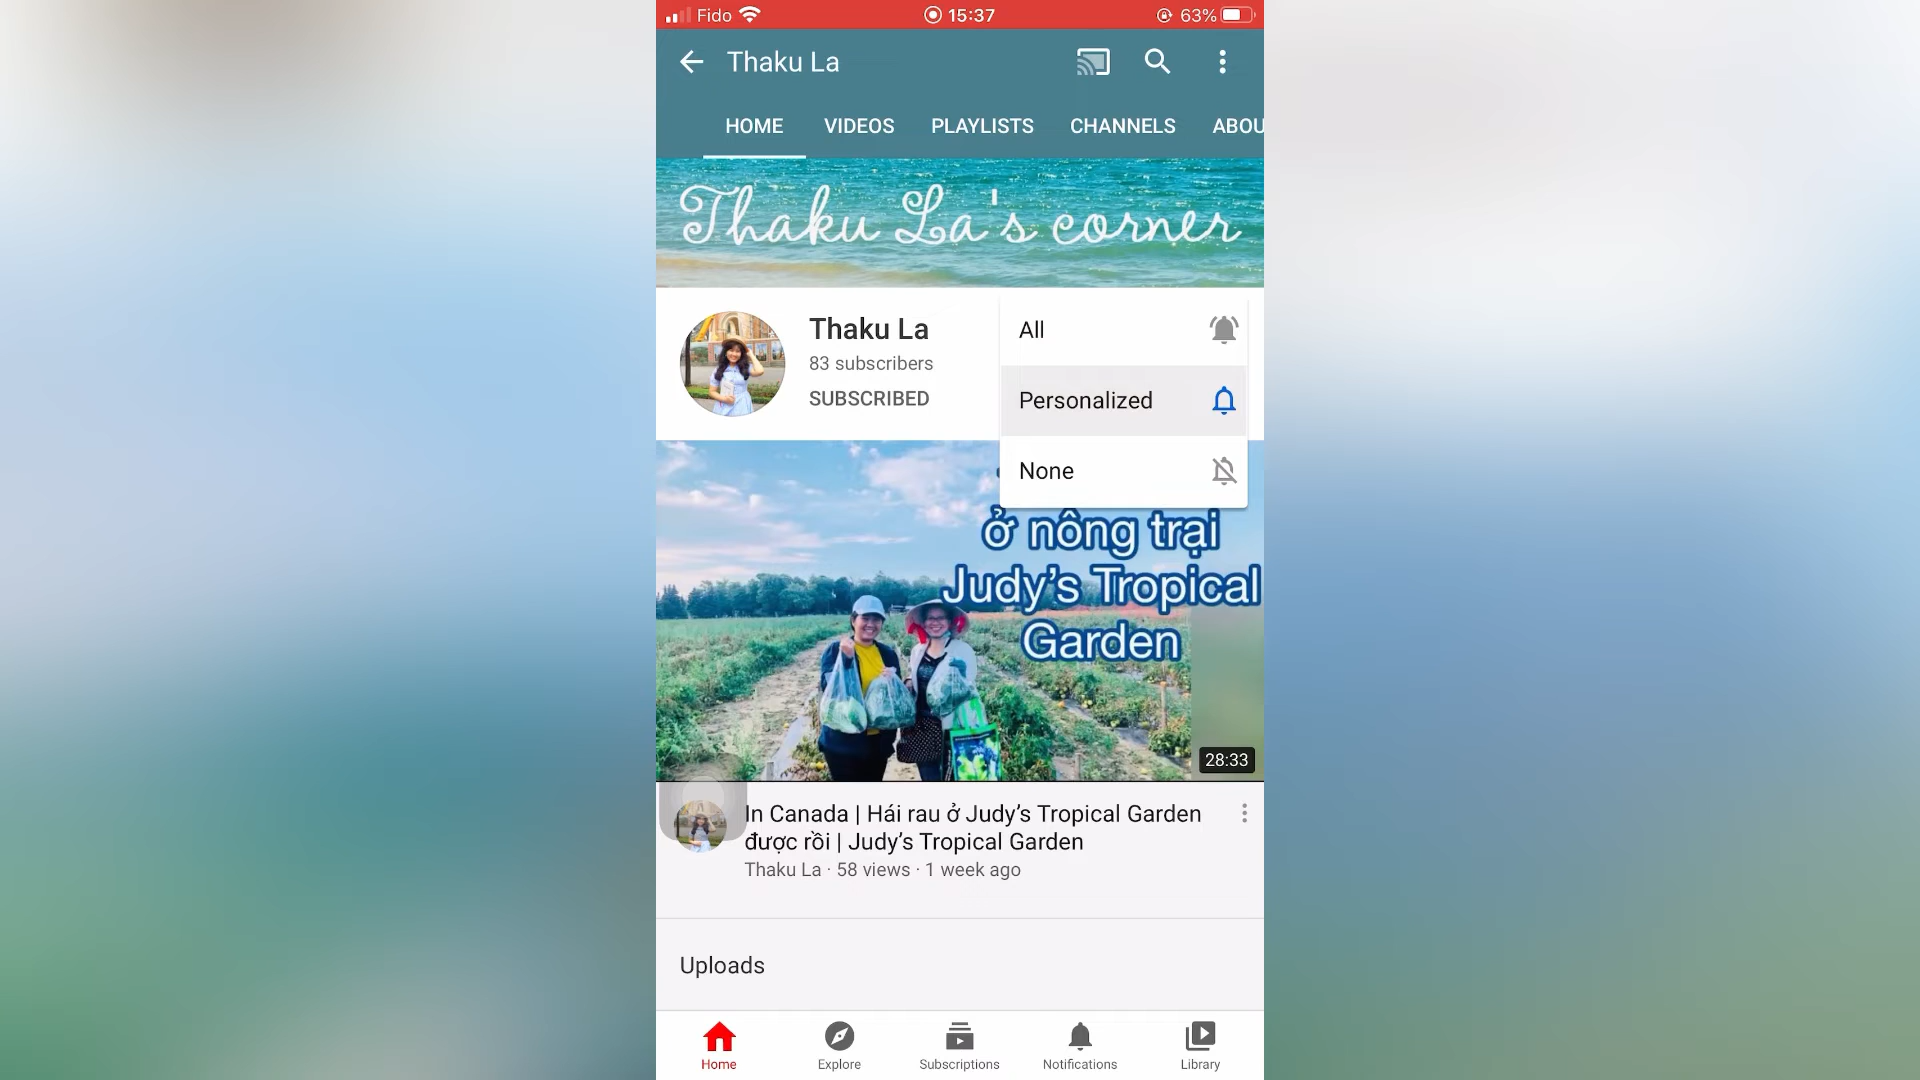 Fido 15:37 63%
Thaku La
HOME VIDEOS PLAYLISTS CHANNELS ABOU
Thaku La's corner
Thaku La
83 subscribers
SUBSCRIBED
All
Personalized
None
ở nông trại
Judy's Tropical
Garden
28:33
In Canada | Hái rau ở Judy’s Tropical Garden
được rồi | Judy’s Tropical Garden
Thaku La · 58 views · 1 week ago
Uploads
Home Explore Subscriptions Notifications Library